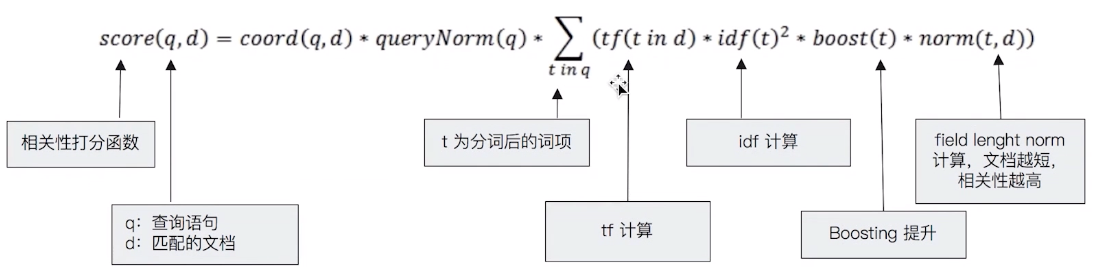 score(q,d) = coord(q,d) * queryNorm(q) * ∑ (tf(t in d) * idf(t)² * boost(t) * norm(t,d))
t in q
相关性打分函数
t 为分词后的词项
idf 计算
field lenght norm
计算，文档越短，
相关性越高
q：查询语句
d：匹配的文档
tf 计算
Boosting 提升